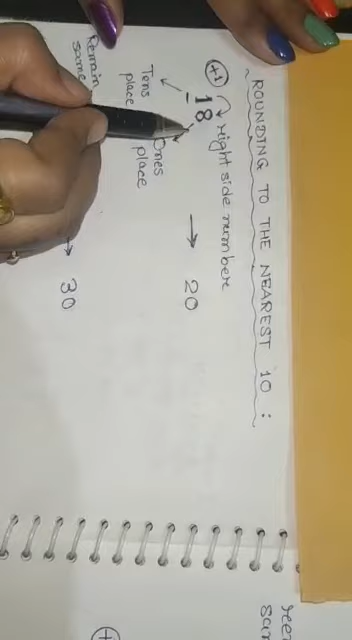 ROUNDING TO THE NEAREST 10 :
+1 Right side number
18 → 20
Tens place
Ones place
Remain same
→ 30